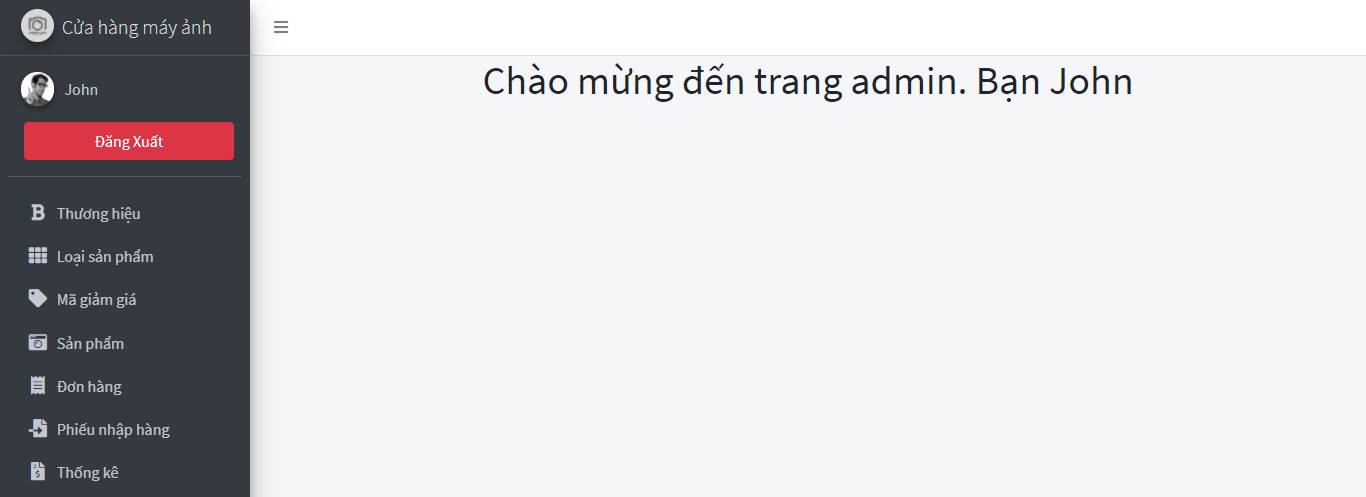 Cửa hàng máy ảnh
John
Đăng Xuất
Thương hiệu
Loại sản phẩm
Mã giảm giá
Sản phẩm
Đơn hàng
Phiếu nhập hàng
Thống kê
Chào mừng đến trang admin. Bạn John